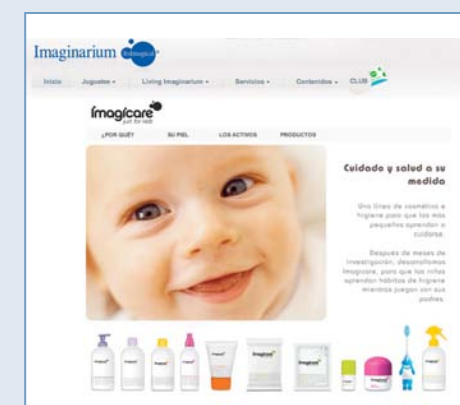 Imaginarium
Inicio Juguetes Living Imaginarium Servicios Contenidos CLUB
imagicare
just for kids
¿POR QUÉ? SU PIEL LOS ACTIVOS PRODUCTOS
Cuidado y salud a su
medida
Una línea de cosmética e
higiene para que los más
pequeños aprendan a
cuidarse.
Después de meses de
investigación, desarrollamos
Imagicare, para que los niños
aprendan hábitos de higiene
mientras juegan con sus
padres.